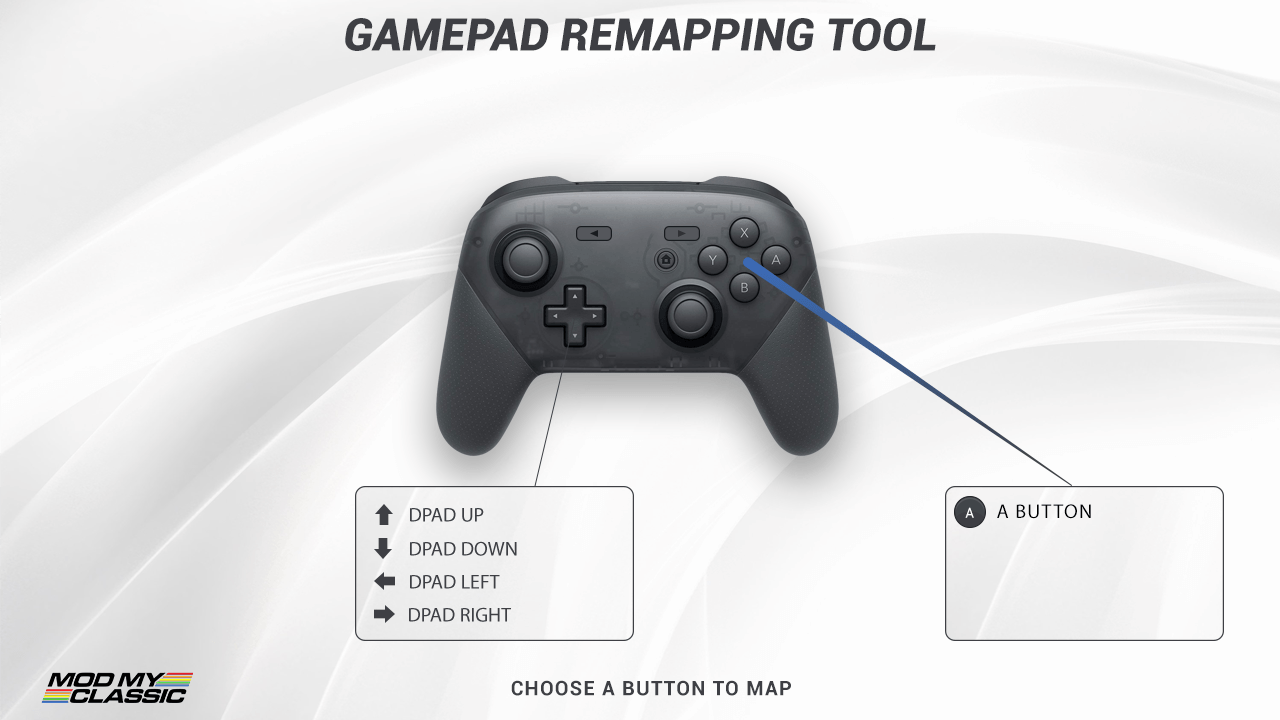 GAMEPAD REMAPPING TOOL
X
Y
A
B
DPAD UP
DPAD DOWN
DPAD LEFT
DPAD RIGHT
A
A BUTTON
MOD MY
CLASSIC
CHOOSE A BUTTON TO MAP